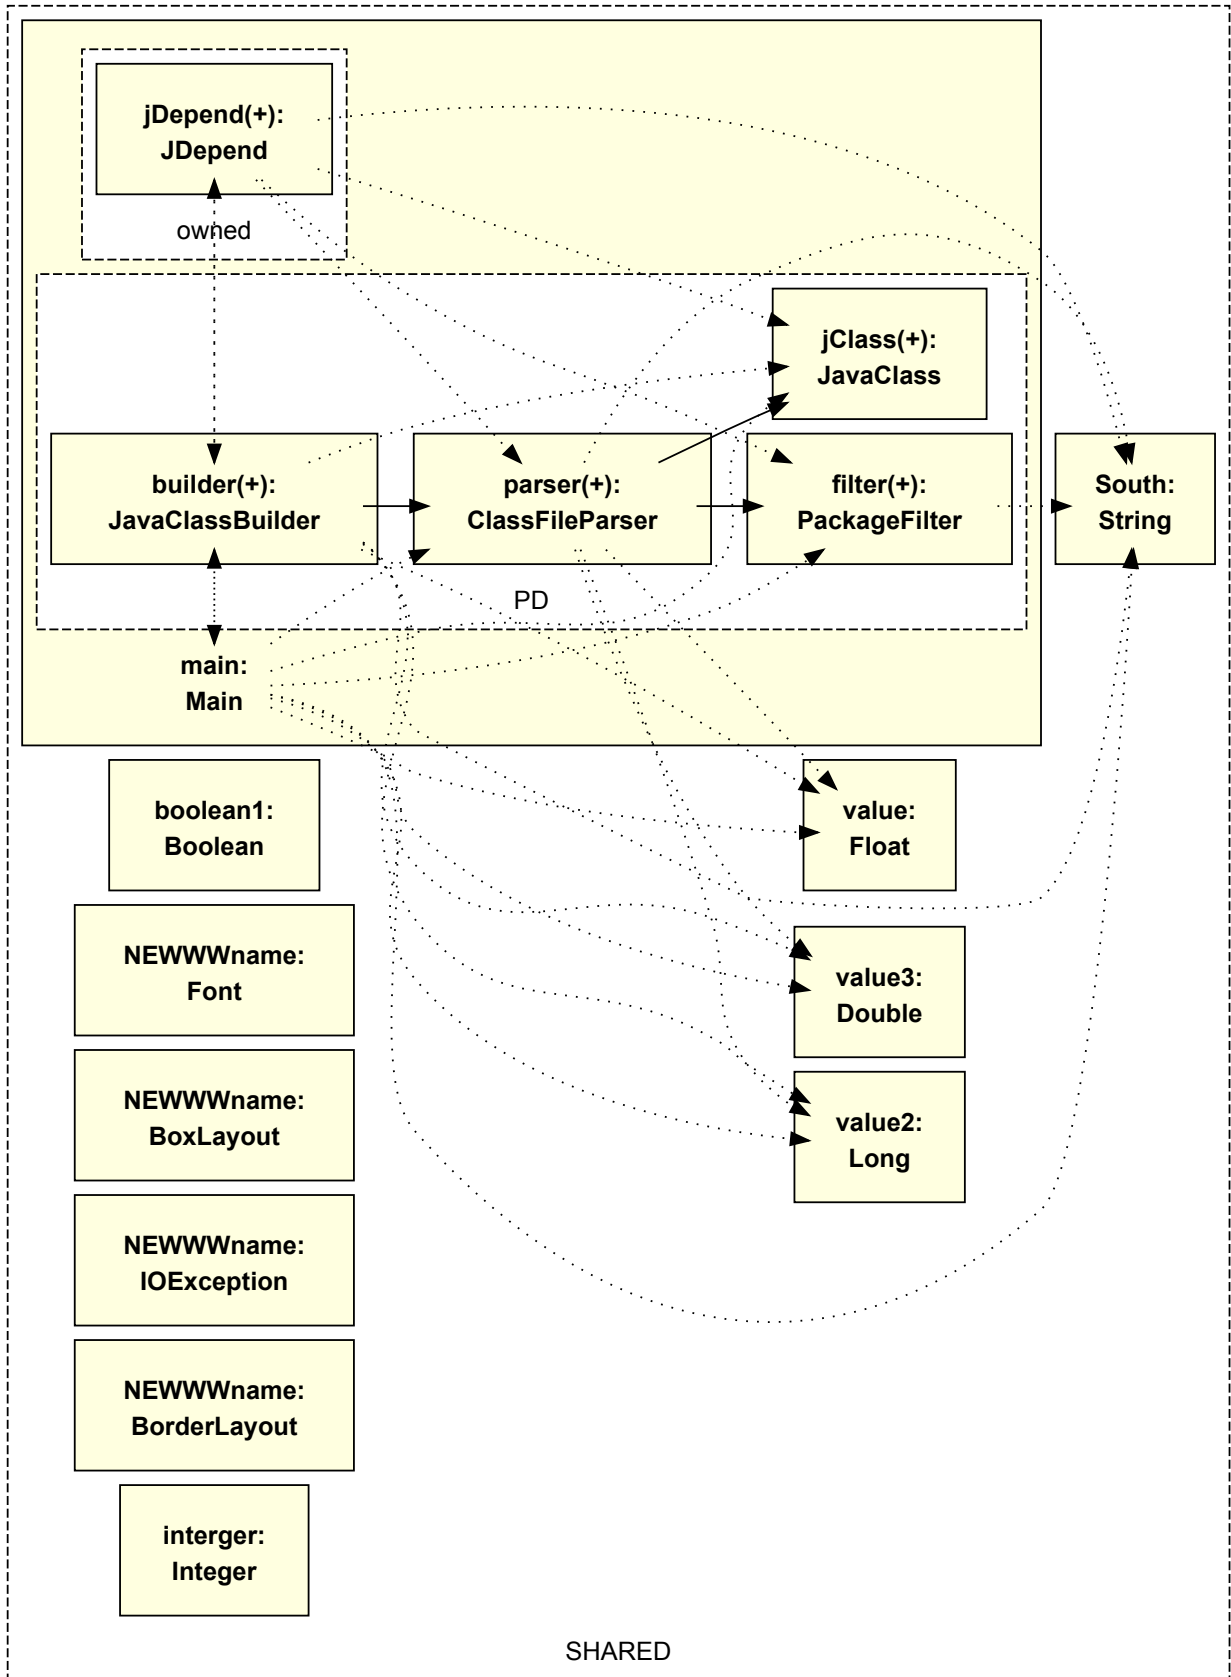 jDepend(+):
JDepend
owned
jClass(+):
JavaClass
builder(+):
JavaClassBuilder
parser(+):
ClassFileParser
filter(+):
PackageFilter
South:
String
PD
main:
Main
boolean1:
Boolean
value:
Float
NEWWWname:
Font
value3:
Double
NEWWWname:
BoxLayout
value2:
Long
NEWWWname:
IOException
NEWWWname:
BorderLayout
interger:
Integer
SHARED